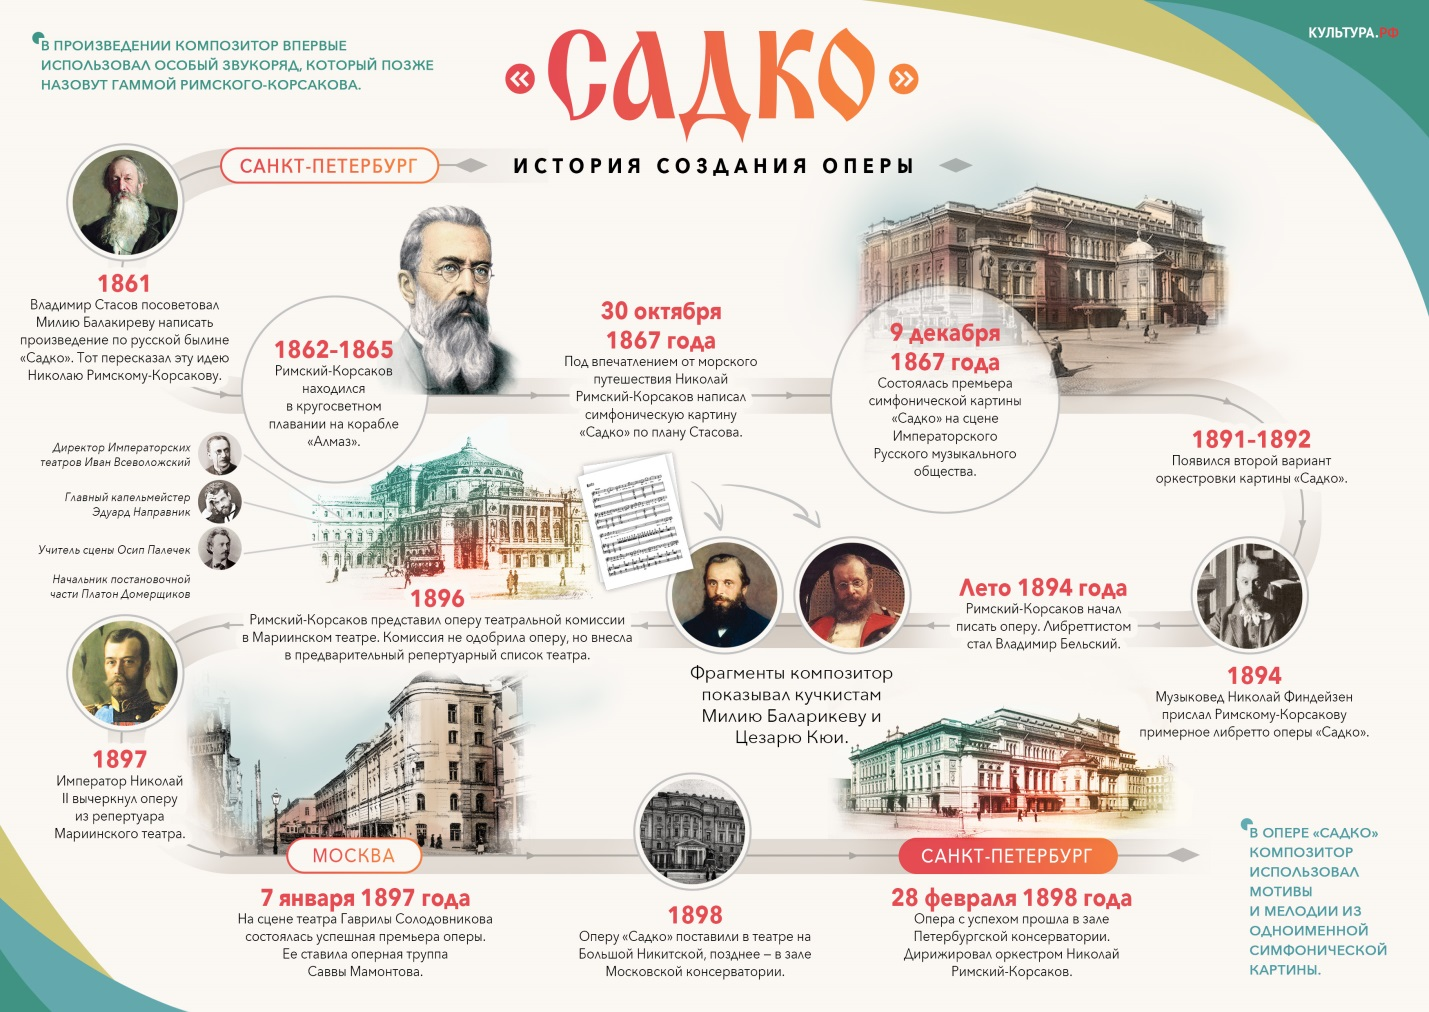 В ПРОИЗВЕДЕНИИ КОМПОЗИТОР ВПЕРВЫЕ
ИСПОЛЬЗОВАЛ ОСОБЫЙ ЗВУКОРЯД, КОТОРЫЙ ПОЗЖЕ
НАЗОВУТ ГАММОЙ РИМСКОГО-КОРСАКОВА.
«САДКО»
КУЛЬТУРА.РФ
САНКТ-ПЕТЕРБУРГ
ИСТОРИЯ СОЗДАНИЯ ОПЕРЫ
1861
Владимир Стасов посоветовал
Милию Балакиреву написать
произведение по русской былине
«Садко». Тот пересказал эту идею
Николаю Римскому-Корсакову.
1862-1865
Римский-Корсаков
находился
в кругосветном
плавании на корабле
«Алмаз».
30 октября
1867 года
Под впечатлением от морского
путешествия Николай
Римский-Корсаков написал
симфоническую картину
«Садко» по плану Стасова.
9 декабря
1867 года
Состоялась премьера
симфонической картины
«Садко» на сцене
Императорского
Русского музыкального
общества.
1891-1892
Появился второй вариант
оркестровки картины «Садко».
1894
Музыковед Николай Финдейзен
прислал Римскому-Корсакову
примерное либретто оперы «Садко».
Лето 1894 года
Римский-Корсаков начал
писать оперу. Либреттистом
стал Владимир Бельский.
Фрагменты композитор
показывал кучкистам
Милию Баларикеву и
Цезарю Кюи.
Директор Императорских
театров Иван Всеволожский
Главный капельмейстер
Эдуард Направник
Учитель сцены Осип Палечек
Начальник постановочной
части Платон Домерщиков
1896
Римский-Корсаков представил оперу театральной комиссии
в Мариинском театре. Комиссия не одобрила оперу, но внесла
в предварительный репертуарный список театра.
1897
Император Николай
II вычеркнул оперу
из репертуара
Мариинского театра.
МОСКВА
7 января 1897 года
На сцене театра Гаврилы Солодовникова
состоялась успешная премьера оперы.
Ее ставила оперная труппа
Саввы Мамонтова.
1898
Оперу «Садко» поставили в театре на
Большой Никитской, позднее – в зале
Московской консерватории.
САНКТ-ПЕТЕРБУРГ
28 февраля 1898 года
Опера с успехом прошла в зале
Петербургской консерватории.
Дирижировал оркестром Николай
Римский-Корсаков.
В ОПЕРЕ «САДКО»
КОМПОЗИТОР
ИСПОЛЬЗОВАЛ
МОТИВЫ
И МЕЛОДИИ ИЗ
ОДНОИМЕННОЙ
СИМФОНИЧЕСКОЙ
КАРТИНЫ.